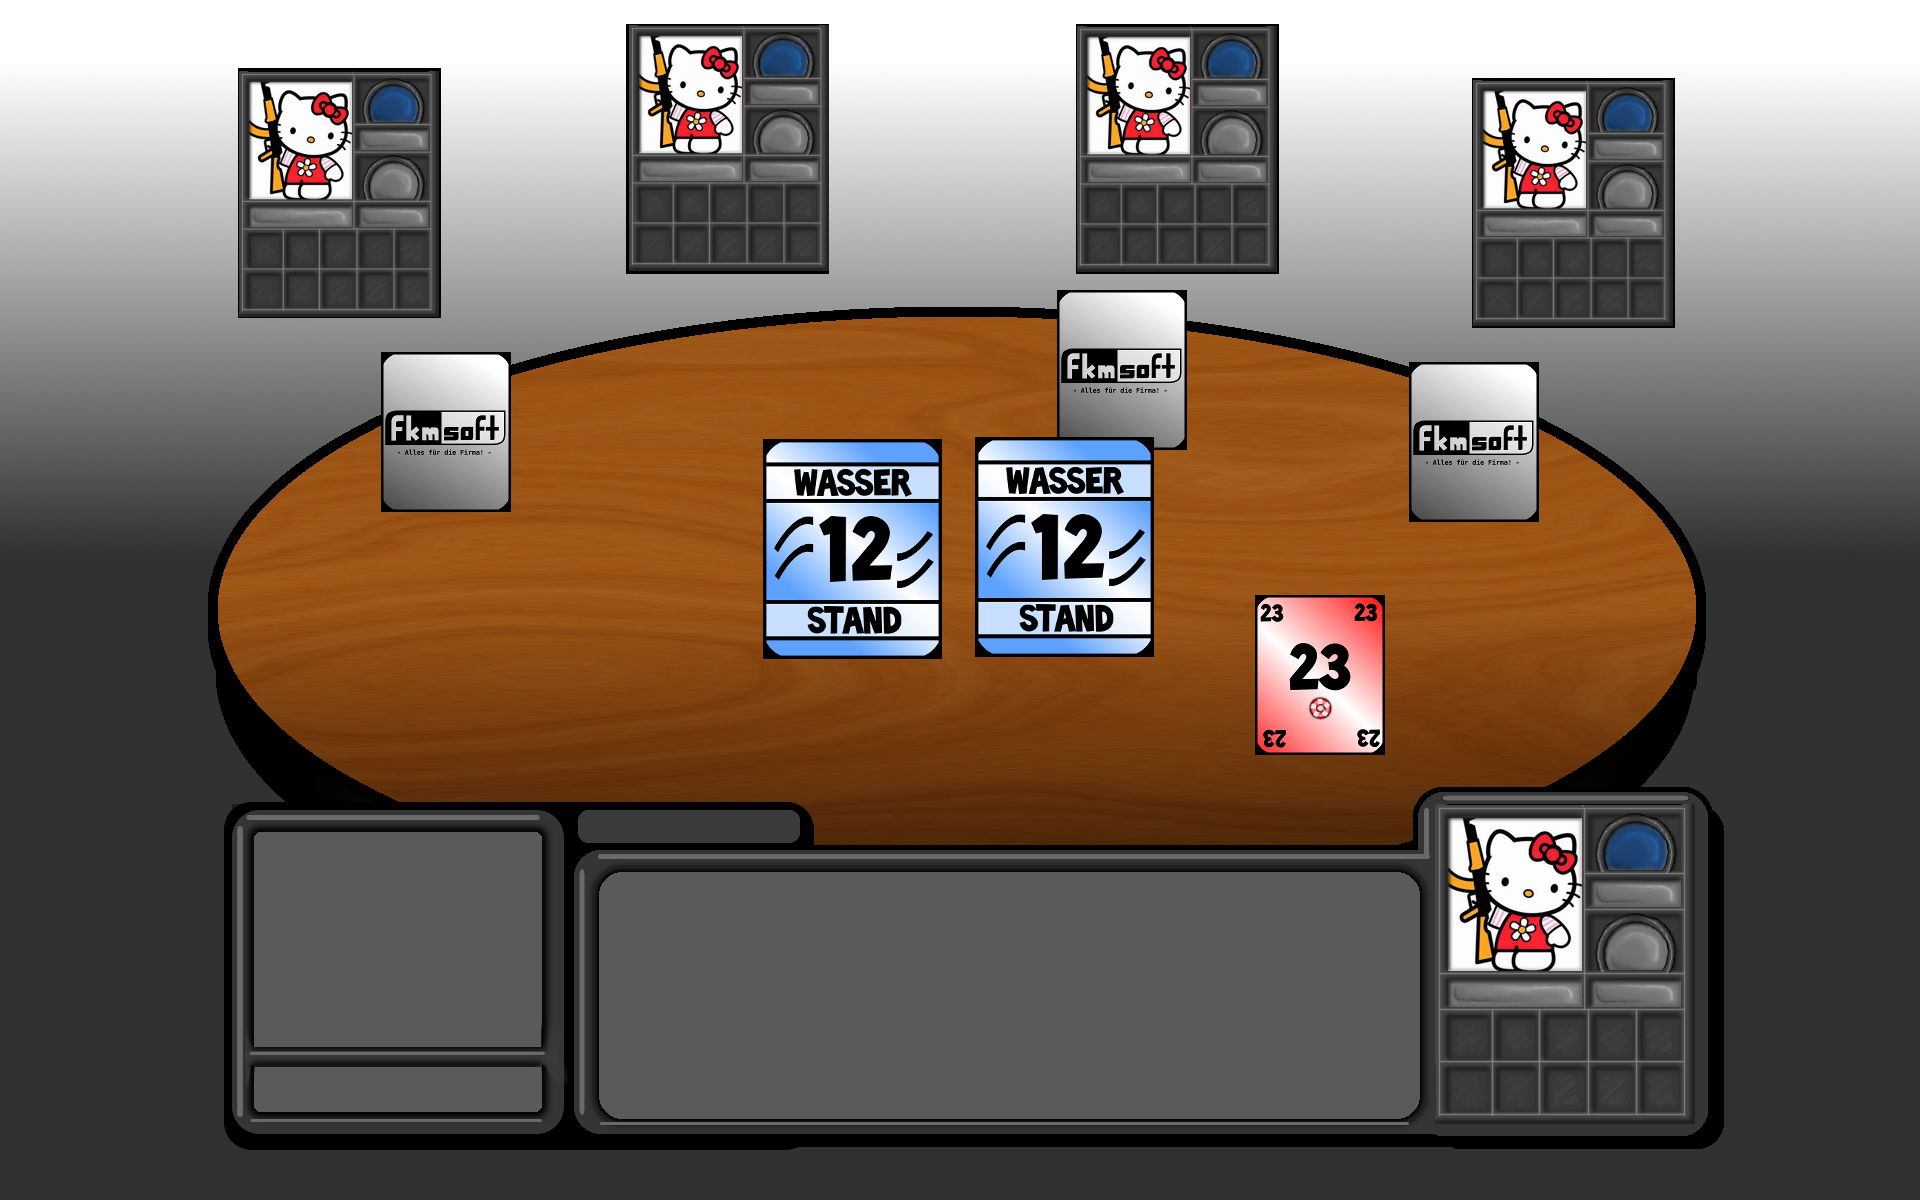 Fkmsoft
- Alles für die Firma! -
Fkmsoft
- Alles für die Firma! -
Fkmsoft
- Alles für die Firma! -
WASSER
12
STAND
WASSER
12
STAND
23 23
23
23 23